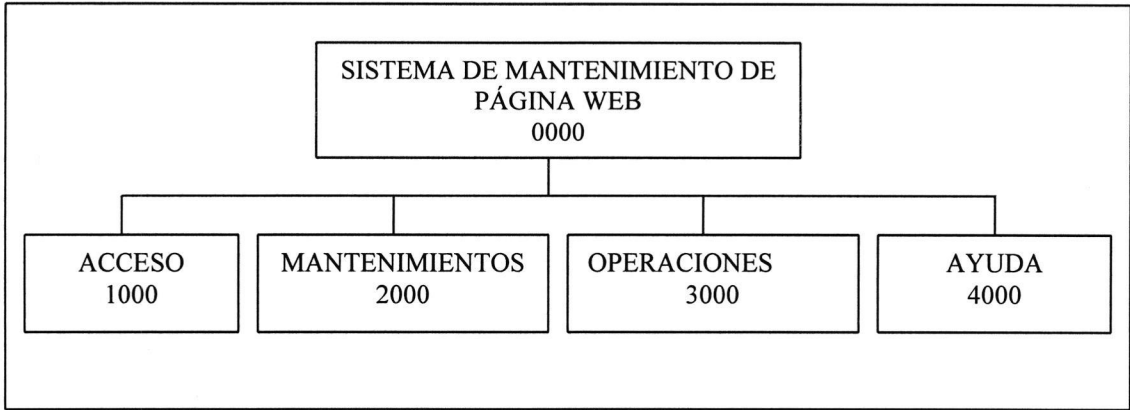 SISTEMA DE MANTENIMIENTO DE
PÁGINA WEB
0000
ACCESO
1000
MANTENIMIENTOS
2000
OPERACIONES
3000
AYUDA
4000